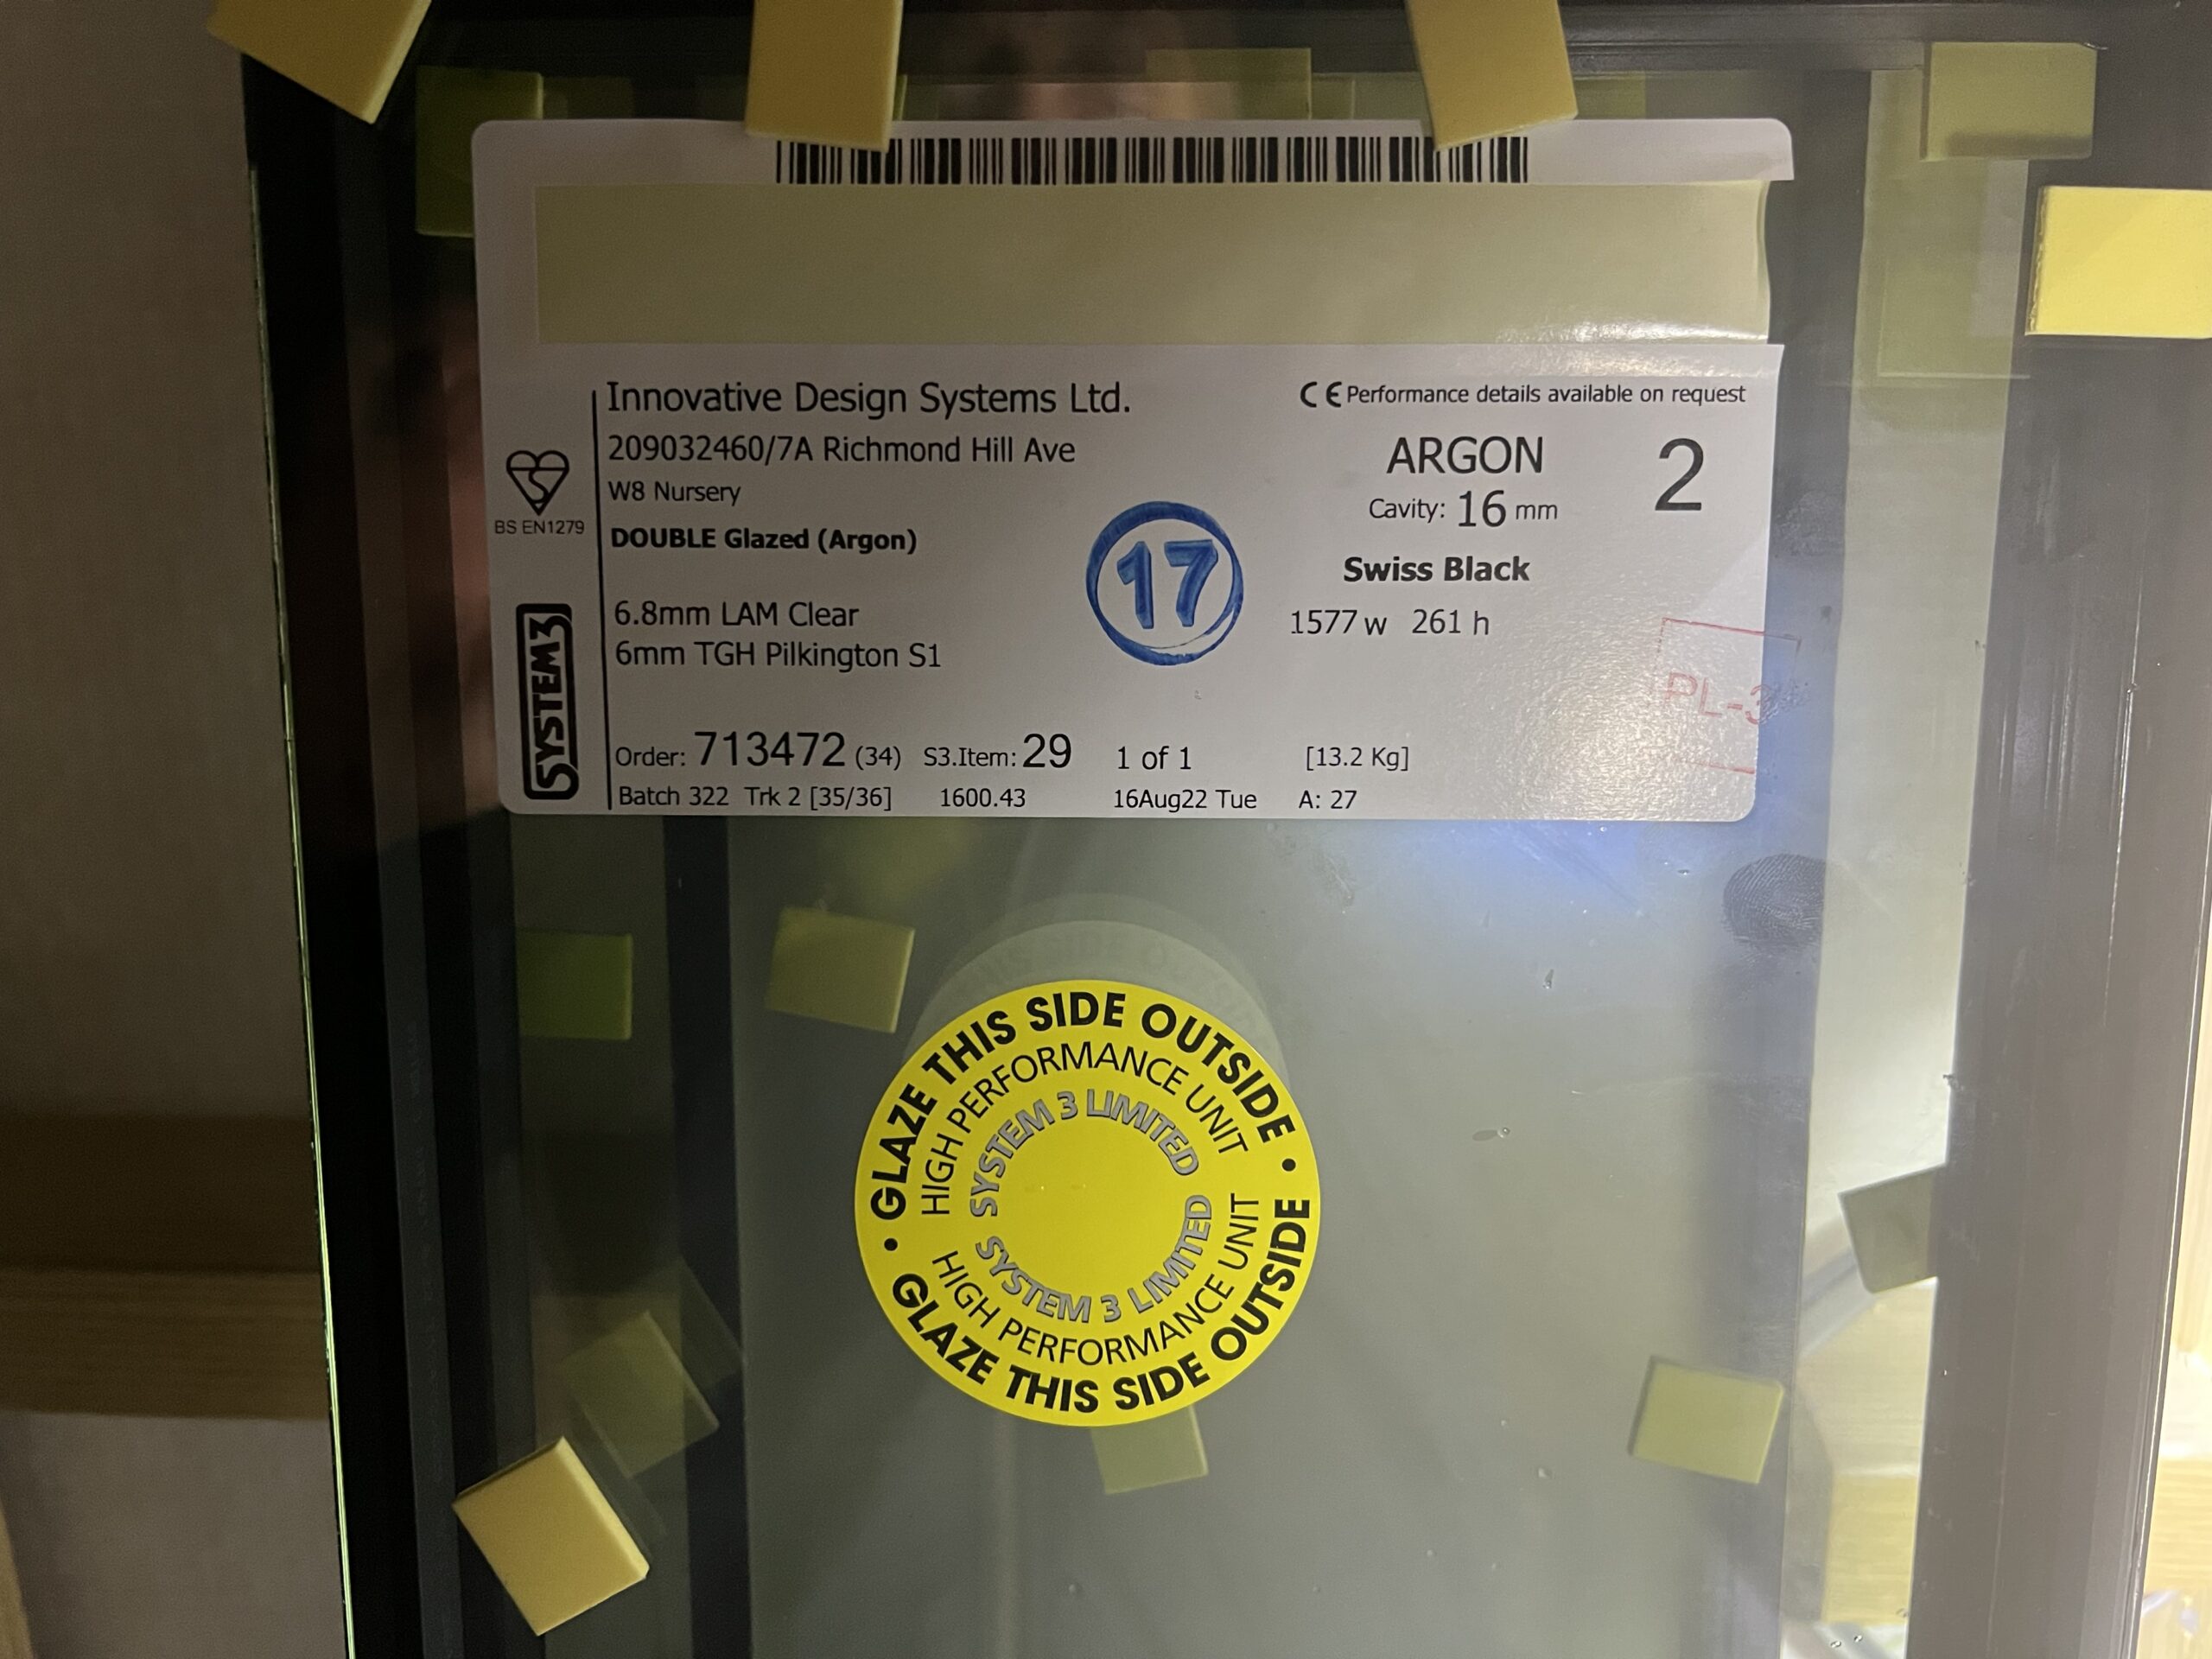 Innovative Design Systems Ltd.
209032460/7A Richmond Hill Ave
W8 Nursery
DOUBLE Glazed (Argon)
6.8mm LAM Clear
6mm TGH Pilkington S1
BS EN1279
SYSTEM3
17
CE Performance details available on request
ARGON
2
Cavity: 16 mm
Swiss Black
1577 w 261 h
PL-3
Order: 713472 (34) S3.Item: 29 1 of 1 [13.2 Kg]
Batch 322 Trk 2 [35/36] 1600.43 16Aug22 Tue A: 27
• GLAZE THIS SIDE OUTSIDE •
HIGH PERFORMANCE UNIT
SYSTEM 3 LIMITED
SYSTEM 3 LIMITED
HIGH PERFORMANCE UNIT
GLAZE THIS SIDE OUTSIDE